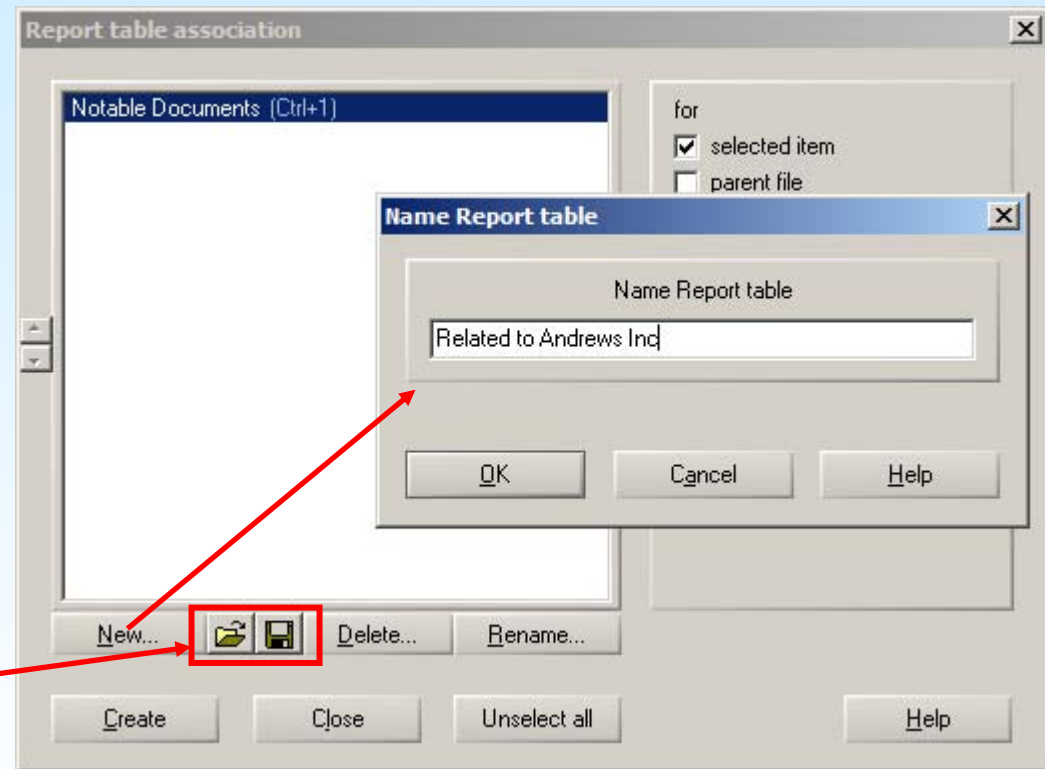 Report table association
Notable Documents (Ctrl+1)
for
selected item
parent file
Name Report table
Name Report table
Related to Andrews Inc
OK Cancel Help
New... Delete... Rename...
Create Close Unselect all Help